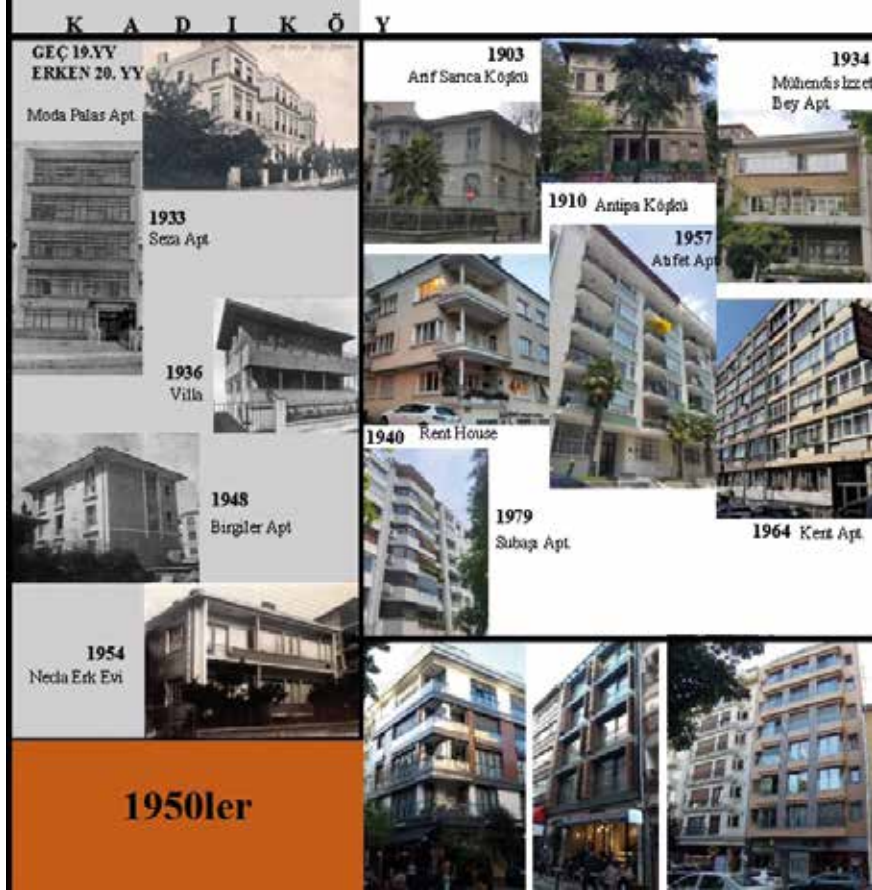 KADIKÖY
GEÇ 19.YY
ERKEN 20. YY
Moda Palas Apt.
1933
Seza Apt.
1936
Villa
1948
Birgiler Apt
1954
Necla Erk Evi
1950ler
1903
Arif Sarıca Köşkü
1910 Antipa Köşkü
1934
Mühendis İzzet
Bey Apt.
1940 Rent House
1957
Atıfet Apt
1979
Subaşı Apt.
1964 Kent Apt.